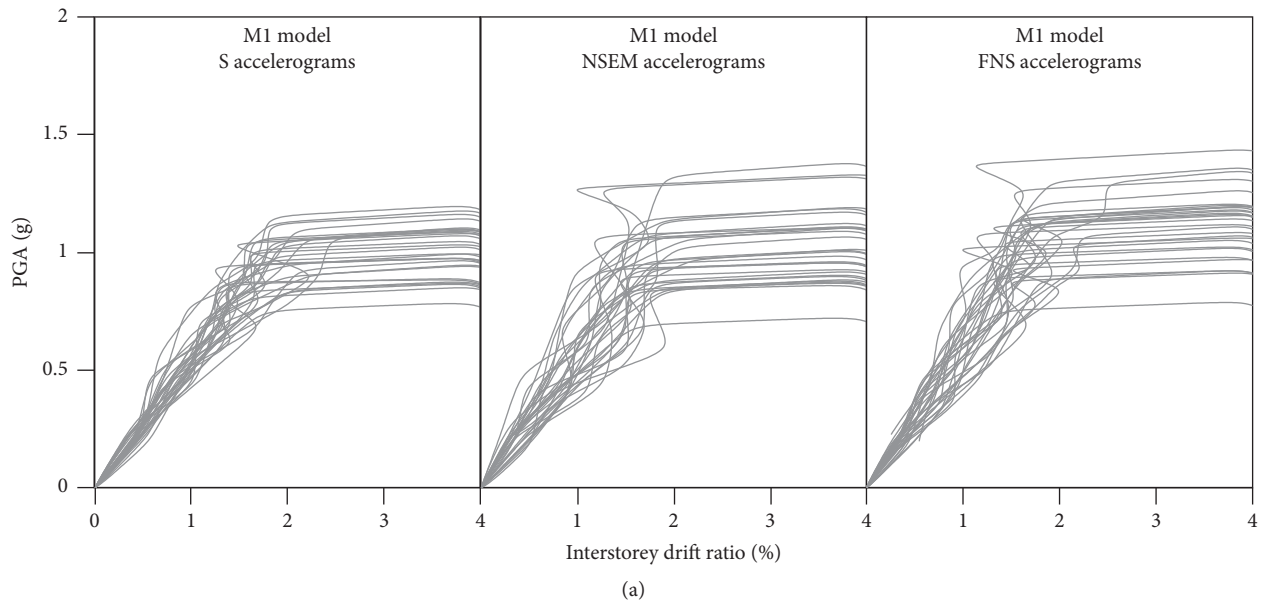 M1 model
S accelerograms
M1 model
NSEM accelerograms
M1 model
FNS accelerograms
2
1.5
1
0.5
0
PGA (g)
0 1 2 3 4 1 2 3 4 1 2 3 4
Interstorey drift ratio (%)
(a)